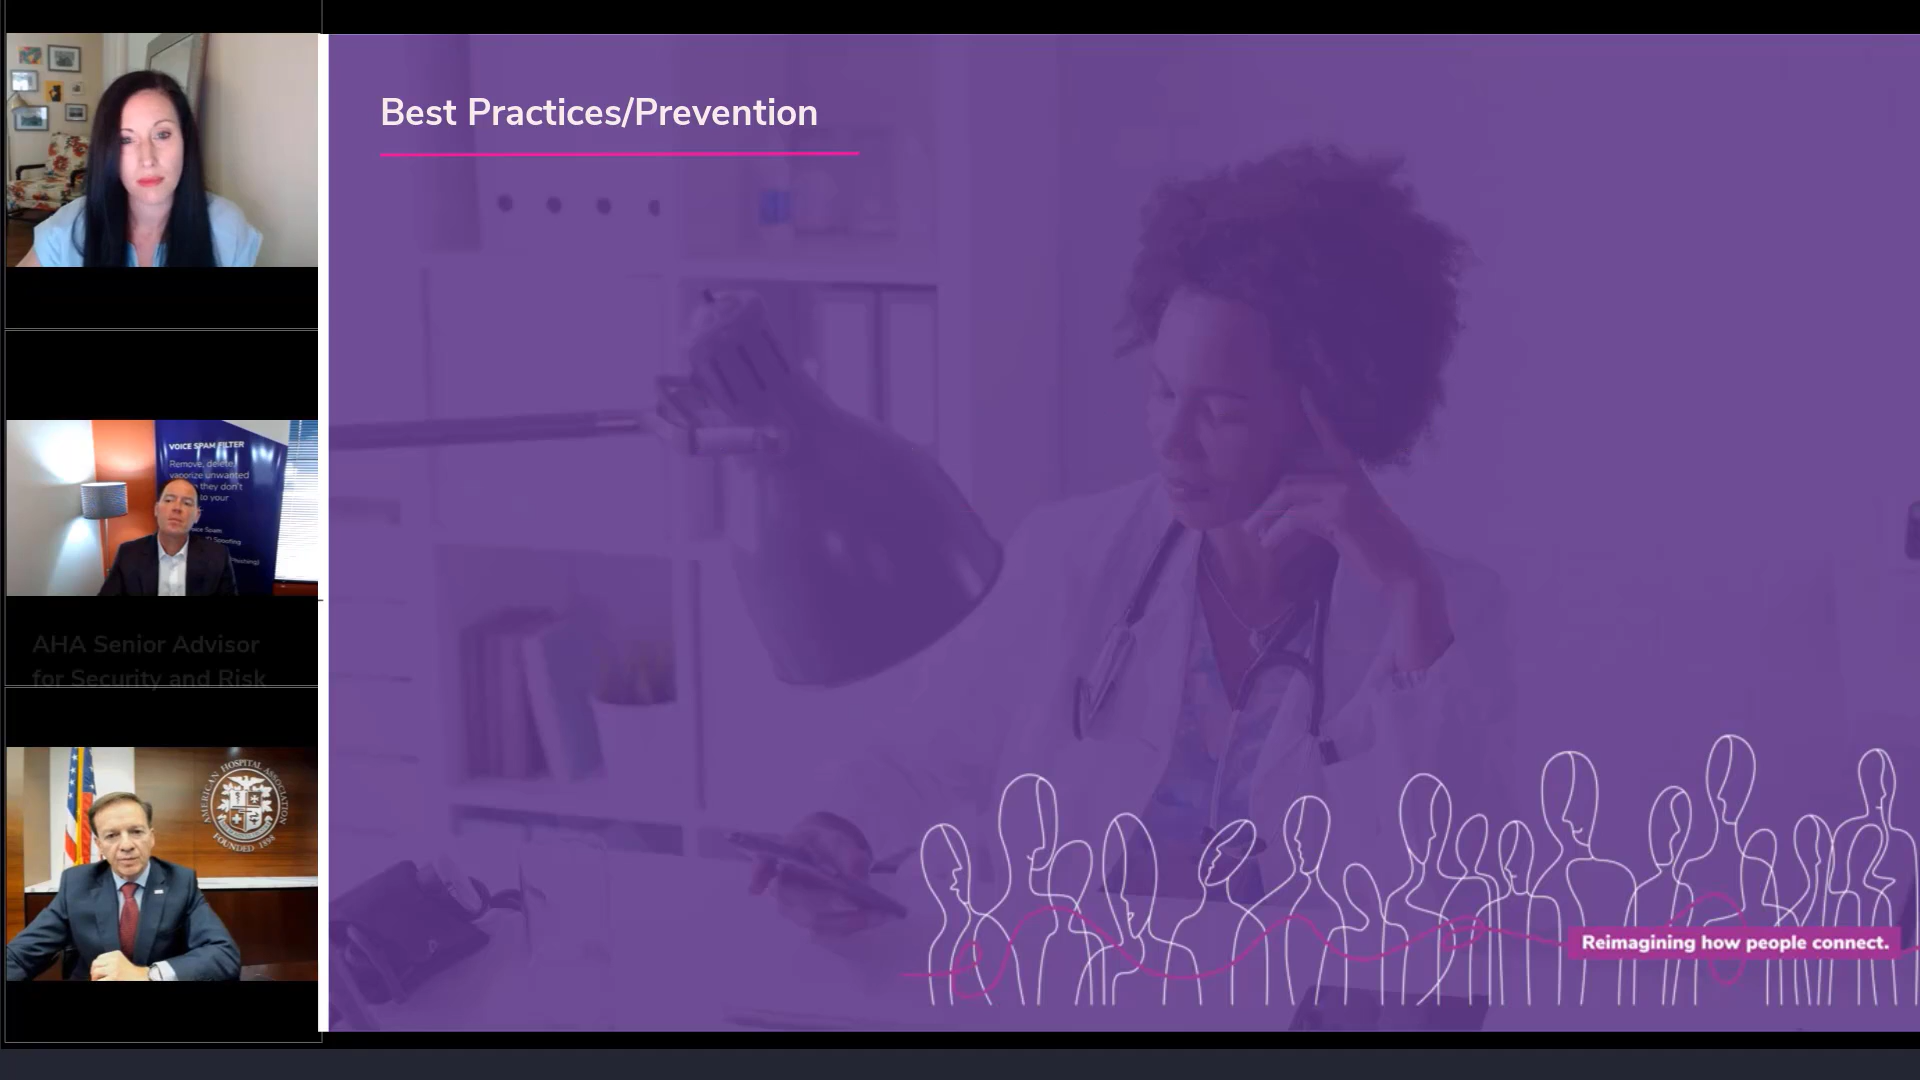 Best Practices/Prevention
VOICE SPAM FILTER
Remove, delete,
vaporize unwanted
they don't
to your
AHA Senior Advisor
for Security and Risk
AMERICAN HOSPITAL ASSOCIATION
FOUNDED 1898
Reimagining how people connect.